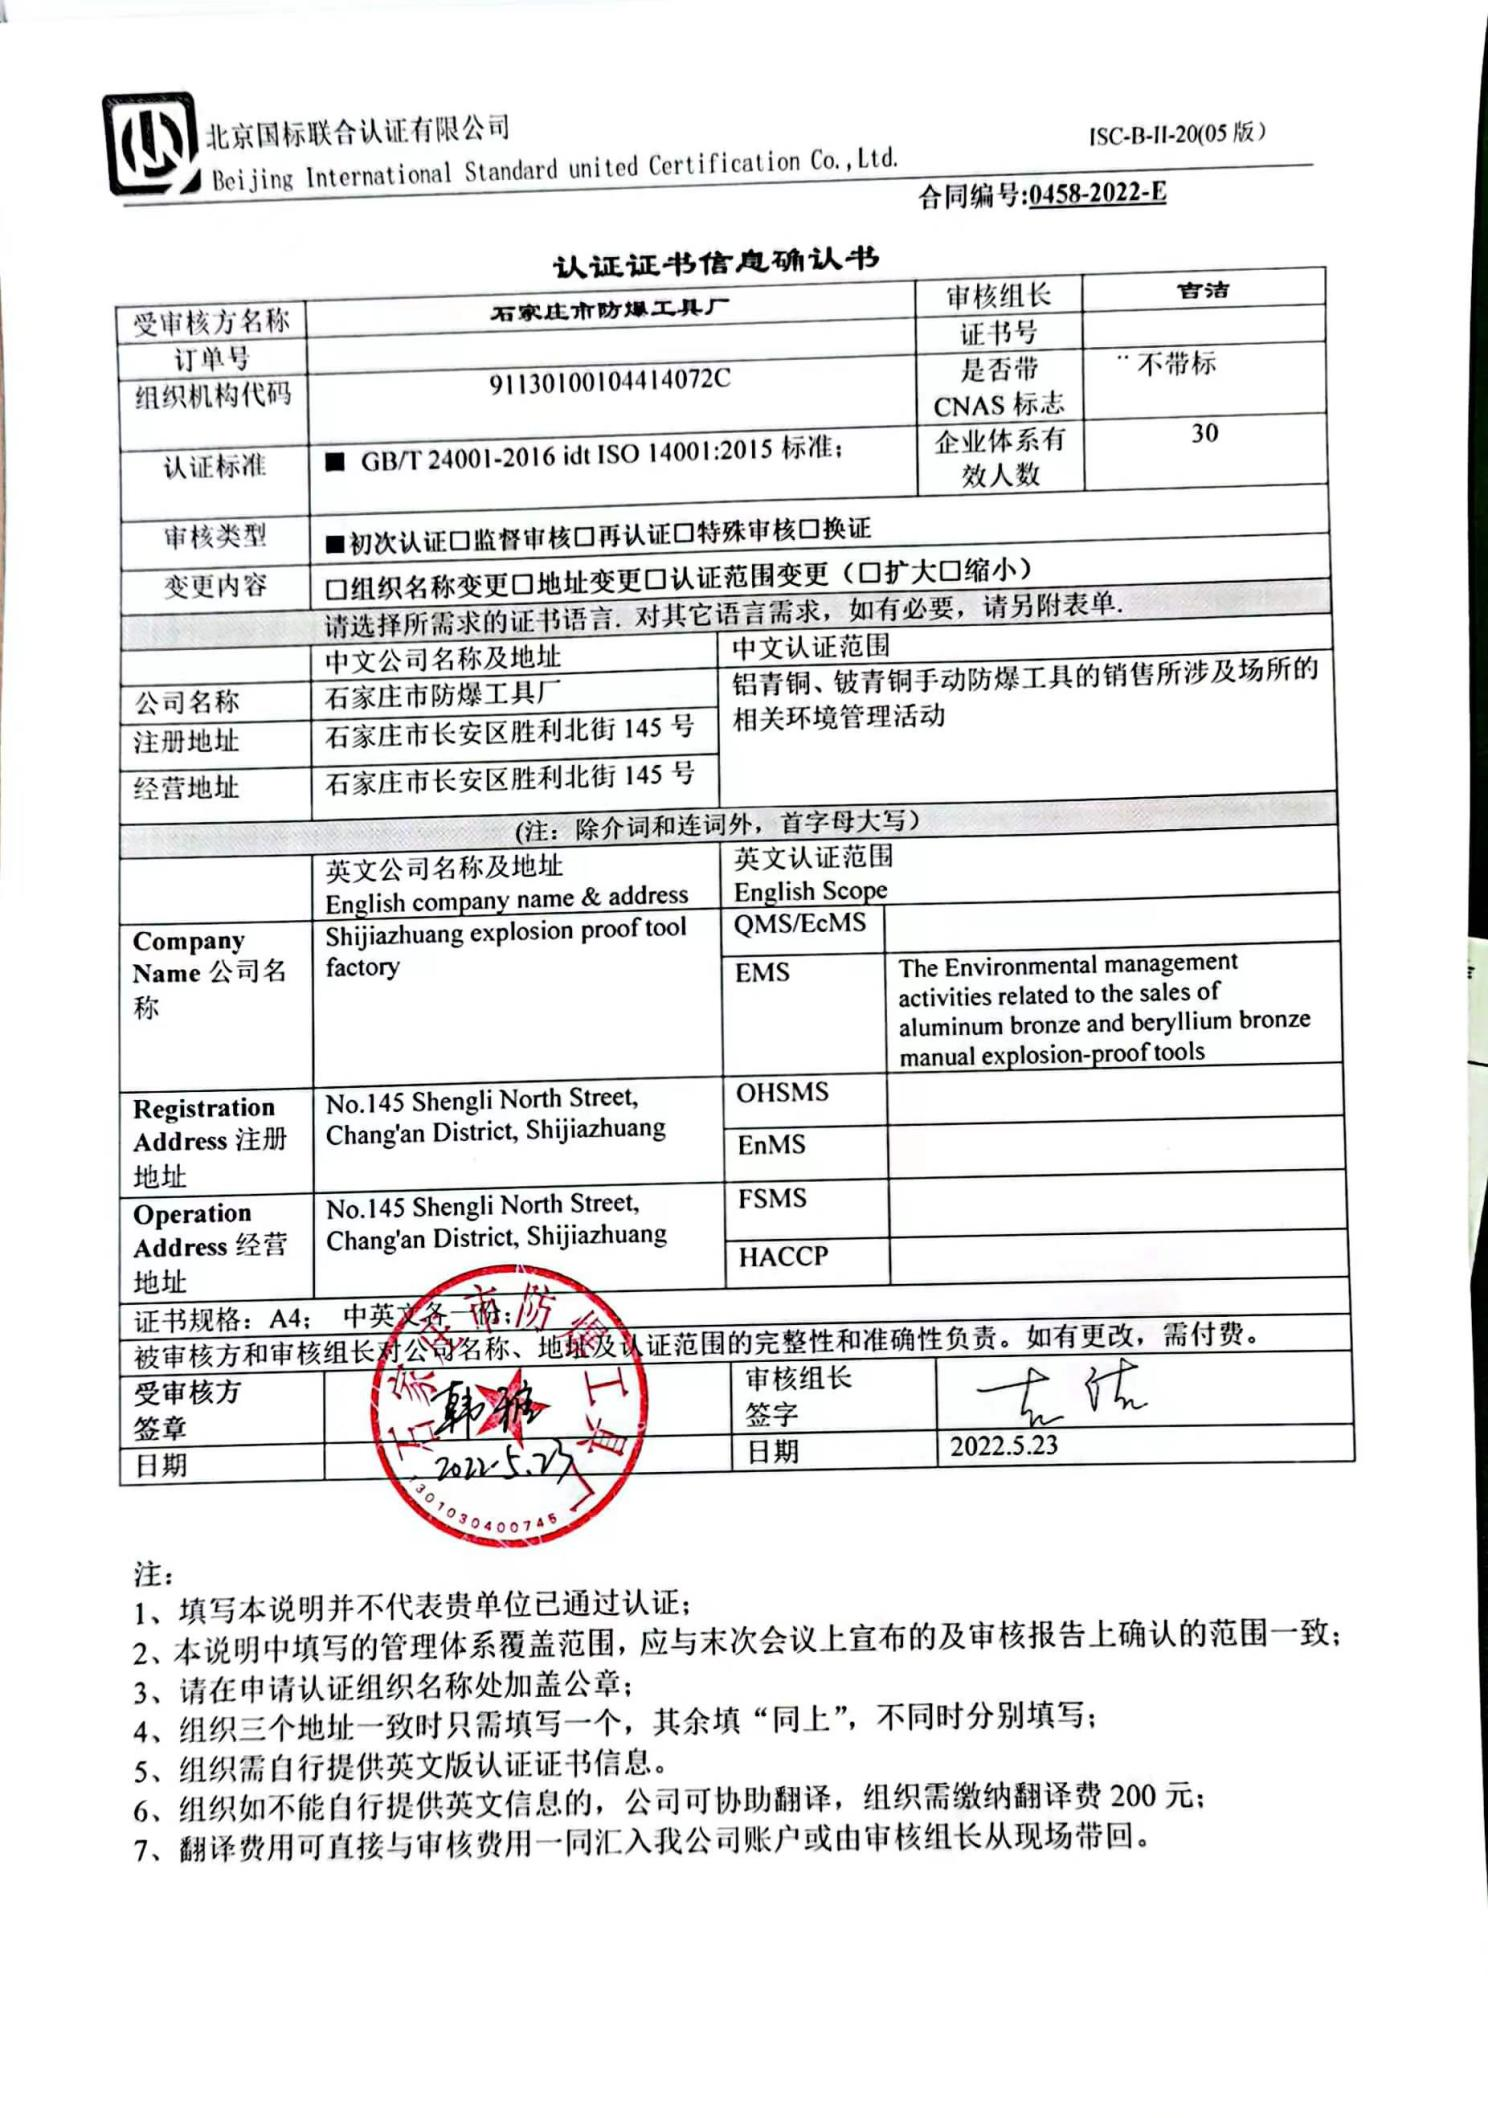 北京国标联合认证有限公司
Beijing International Standard united Certification Co.,Ltd.
ISC-B-II-20(05版)
合同编号:0458-2022-E
认证证书信息确认书
受审核方名称 石家庄市防爆工具厂 审核组长 吉洁
订单号 证书号
组织机构代码 91130100104414072C 是否带 ¨ 不带标
CNAS 标志
认证标准 ■ GB/T 24001-2016 idt ISO 14001:2015 标准; 企业体系有 30
效人数
审核类型 ■初次认证□监督审核□再认证□特殊审核□换证
变更内容 □组织名称变更□地址变更□认证范围变更（□扩大□缩小）
请选择所需求的证书语言. 对其它语言需求，如有必要，请另附表单.
中文公司名称及地址 中文认证范围
公司名称 石家庄市防爆工具厂 铝青铜、铍青铜手动防爆工具的销售所涉及场所的
相关环境管理活动
注册地址 石家庄市长安区胜利北街 145 号
经营地址 石家庄市长安区胜利北街 145 号
(注：除介词和连词外，首字母大写）
英文公司名称及地址 英文认证范围
English company name & address English Scope
Company Shijiazhuang explosion proof tool QMS/EcMS
Name 公司名 factory
称
EMS The Environmental management
activities related to the sales of
aluminum bronze and beryllium bronze
manual explosion-proof tools
Registration No.145 Shengli North Street, OHSMS
Address 注册 Chang'an District, Shijiazhuang
地址
EnMS
Operation No.145 Shengli North Street, FSMS
Address 经营 Chang'an District, Shijiazhuang
地址
HACCP
证书规格：A4； 中英文各一份;
被审核方和审核组长对公司名称、地址及认证范围的完整性和准确性负责。如有更改，需付费。
受审核方 审核组长 吉洁
签章 签字
日期 2022.5.23 日期 2022.5.23
石家庄市防爆工具厂
1301030400745
注：
1、填写本说明并不代表贵单位已通过认证；
2、本说明中填写的管理体系覆盖范围，应与末次会议上宣布的及审核报告上确认的范围一致；
3、请在申请认证组织名称处加盖公章；
4、组织三个地址一致时只需填写一个，其余填“同上”，不同时分别填写；
5、组织需自行提供英文版认证证书信息。
6、组织如不能自行提供英文信息的，公司可协助翻译，组织需缴纳翻译费 200 元；
7、翻译费用可直接与审核费用一同汇入我公司账户或由审核组长从现场带回。